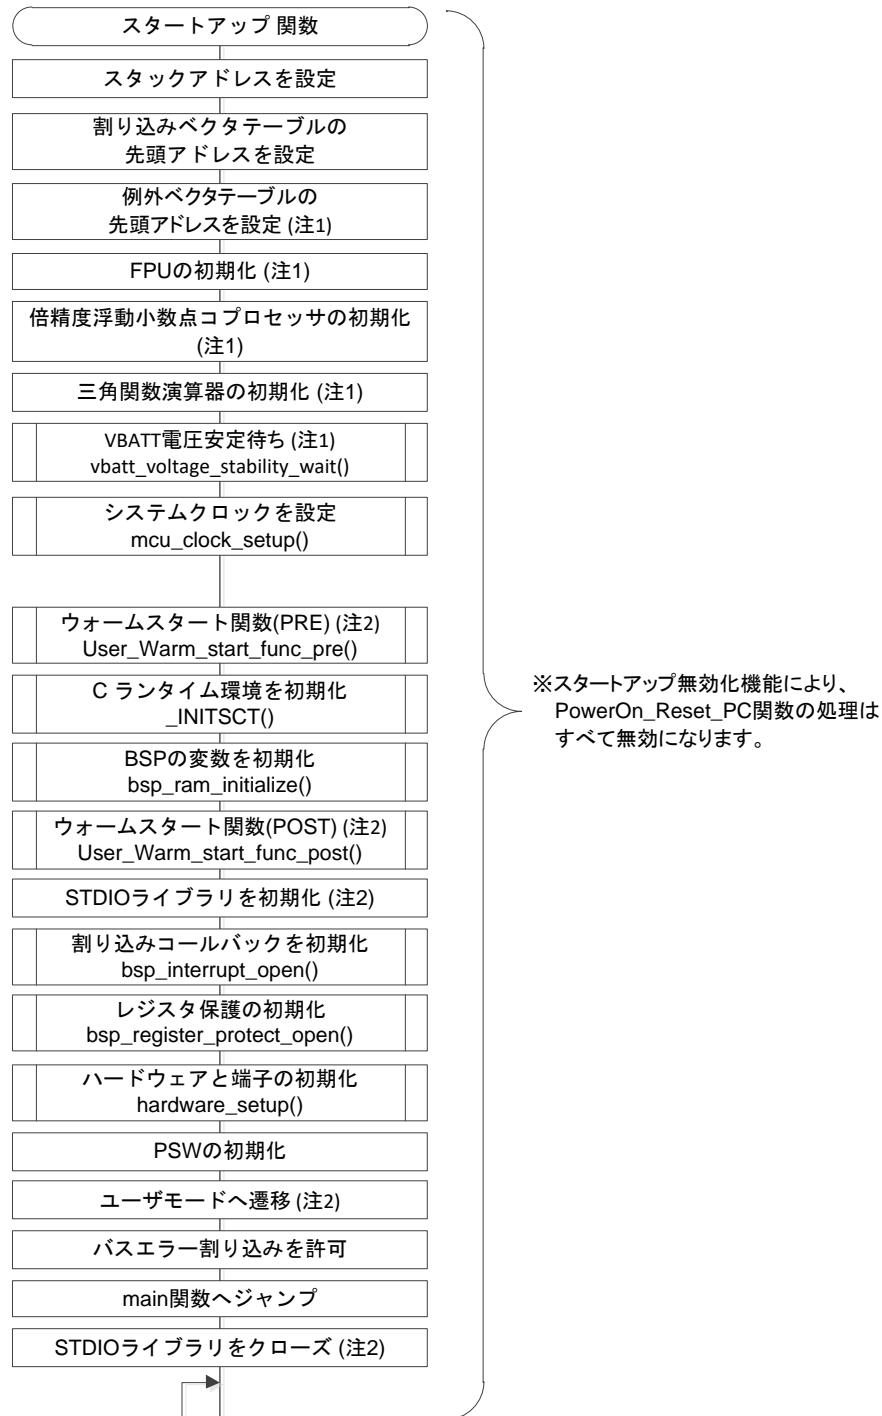 スタートアップ 関数
スタックアドレスを設定
割り込みベクタテーブルの
先頭アドレスを設定
例外ベクタテーブルの
先頭アドレスを設定 (注1)
FPUの初期化 (注1)
倍精度浮動小数点コプロセッサの初期化
(注1)
三角関数演算器の初期化 (注1)
VBATT電圧安定待ち (注1)
vbatt_voltage_stability_wait()
システムクロックを設定
mcu_clock_setup()
ウォームスタート関数(PRE) (注2)
User_Warm_start_func_pre()
C ランタイム環境を初期化
_INITSCT()
BSPの変数を初期化
bsp_ram_initialize()
ウォームスタート関数(POST) (注2)
User_Warm_start_func_post()
STDIOライブラリを初期化 (注2)
割り込みコールバックを初期化
bsp_interrupt_open()
レジスタ保護の初期化
bsp_register_protect_open()
ハードウェアと端子の初期化
hardware_setup()
PSWの初期化
ユーザモードへ遷移 (注2)
バスエラー割り込みを許可
main関数へジャンプ
STDIOライブラリをクローズ (注2)
※スタートアップ無効化機能により、
PowerOn_Reset_PC関数の処理は
すべて無効になります。